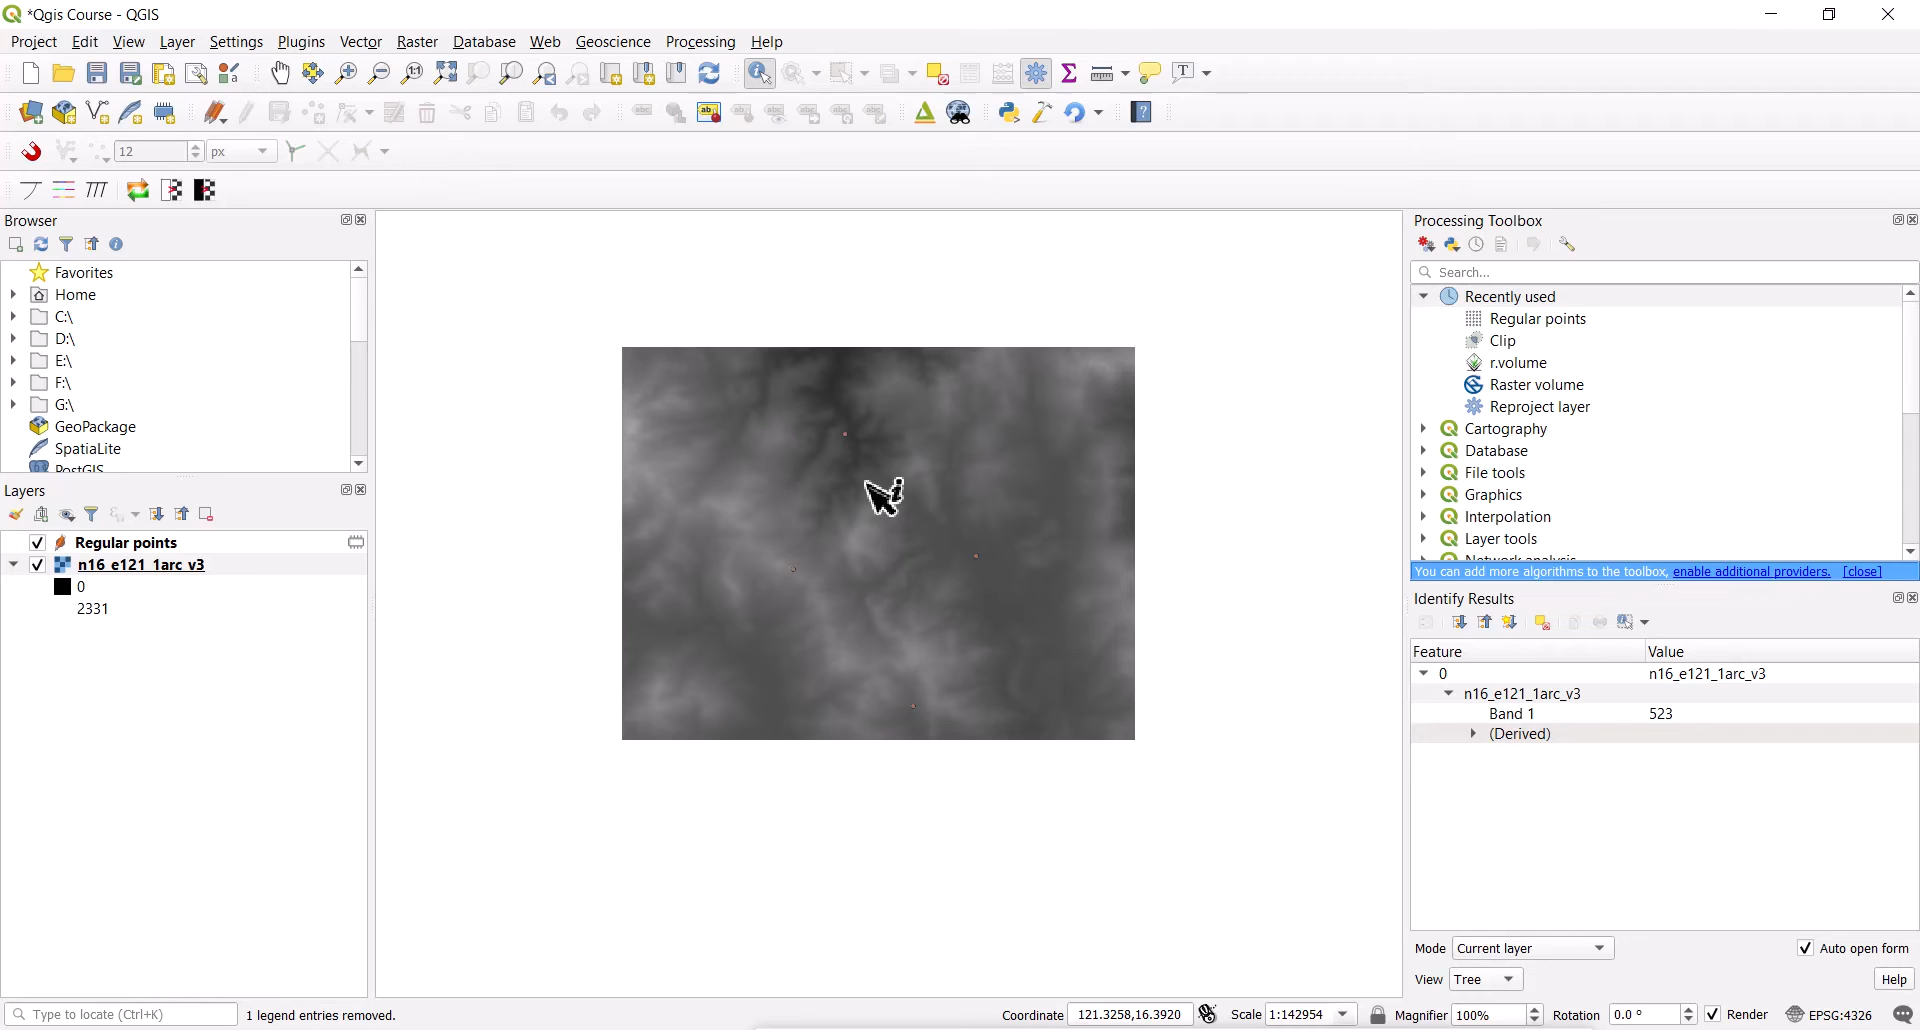 *Qgis Course - QGIS
Project Edit View Layer Settings Plugins Vector Raster Database Web Geoscience Processing Help
12 px
Browser
Favorites
Home
C:\
D:\
E:\
F:\
G:\
GeoPackage
SpatiaLite
PostGIS
Layers
Regular points
n16_e121_1arc_v3
0
2331
Processing Toolbox
Search...
Recently used
Regular points
Clip
r.volume
Raster volume
Reproject layer
Cartography
Database
File tools
Graphics
Interpolation
Layer tools
Network analysis
You can add more algorithms to the toolbox, enable additional providers. [close]
Identify Results
Feature Value
0 n16_e121_1arc_v3
n16_e121_1arc_v3
Band 1 523
(Derived)
Mode Current layer Auto open form
View Tree Help
Type to locate (Ctrl+K) 1 legend entries removed. Coordinate 121.3258,16.3920 Scale 1:142954 Magnifier 100% Rotation 0.0 ° Render EPSG:4326